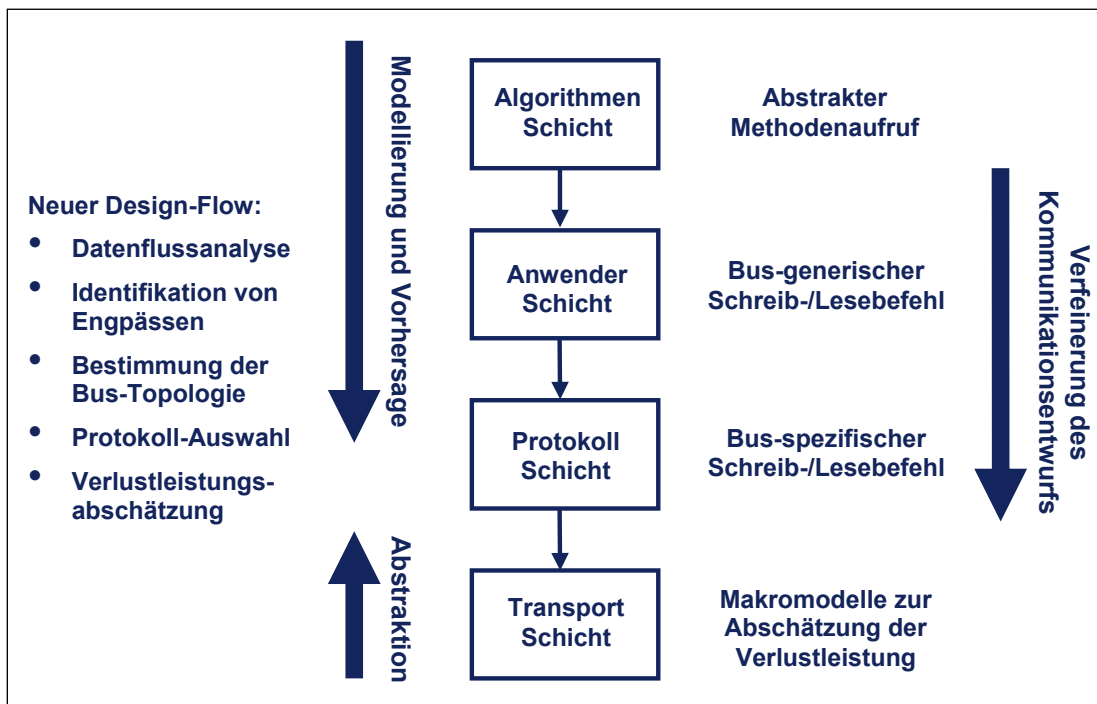 Neuer Design-Flow:
• Datenflussanalyse
• Identifikation von
Engpässen
• Bestimmung der
Bus-Topologie
• Protokoll-Auswahl
• Verlustleistungs-
abschätzung
Modellierung und Vorhersage
Abstraktion
Algorithmen
Schicht
Abstrakter
Methodenaufruf
Anwender
Schicht
Bus-generischer
Schreib-/Lesebefehl
Protokoll
Schicht
Bus-spezifischer
Schreib-/Lesebefehl
Transport
Schicht
Makromodelle zur
Abschätzung der
Verlustleistung
Verfeinerung des
Kommunikationsentwurfs